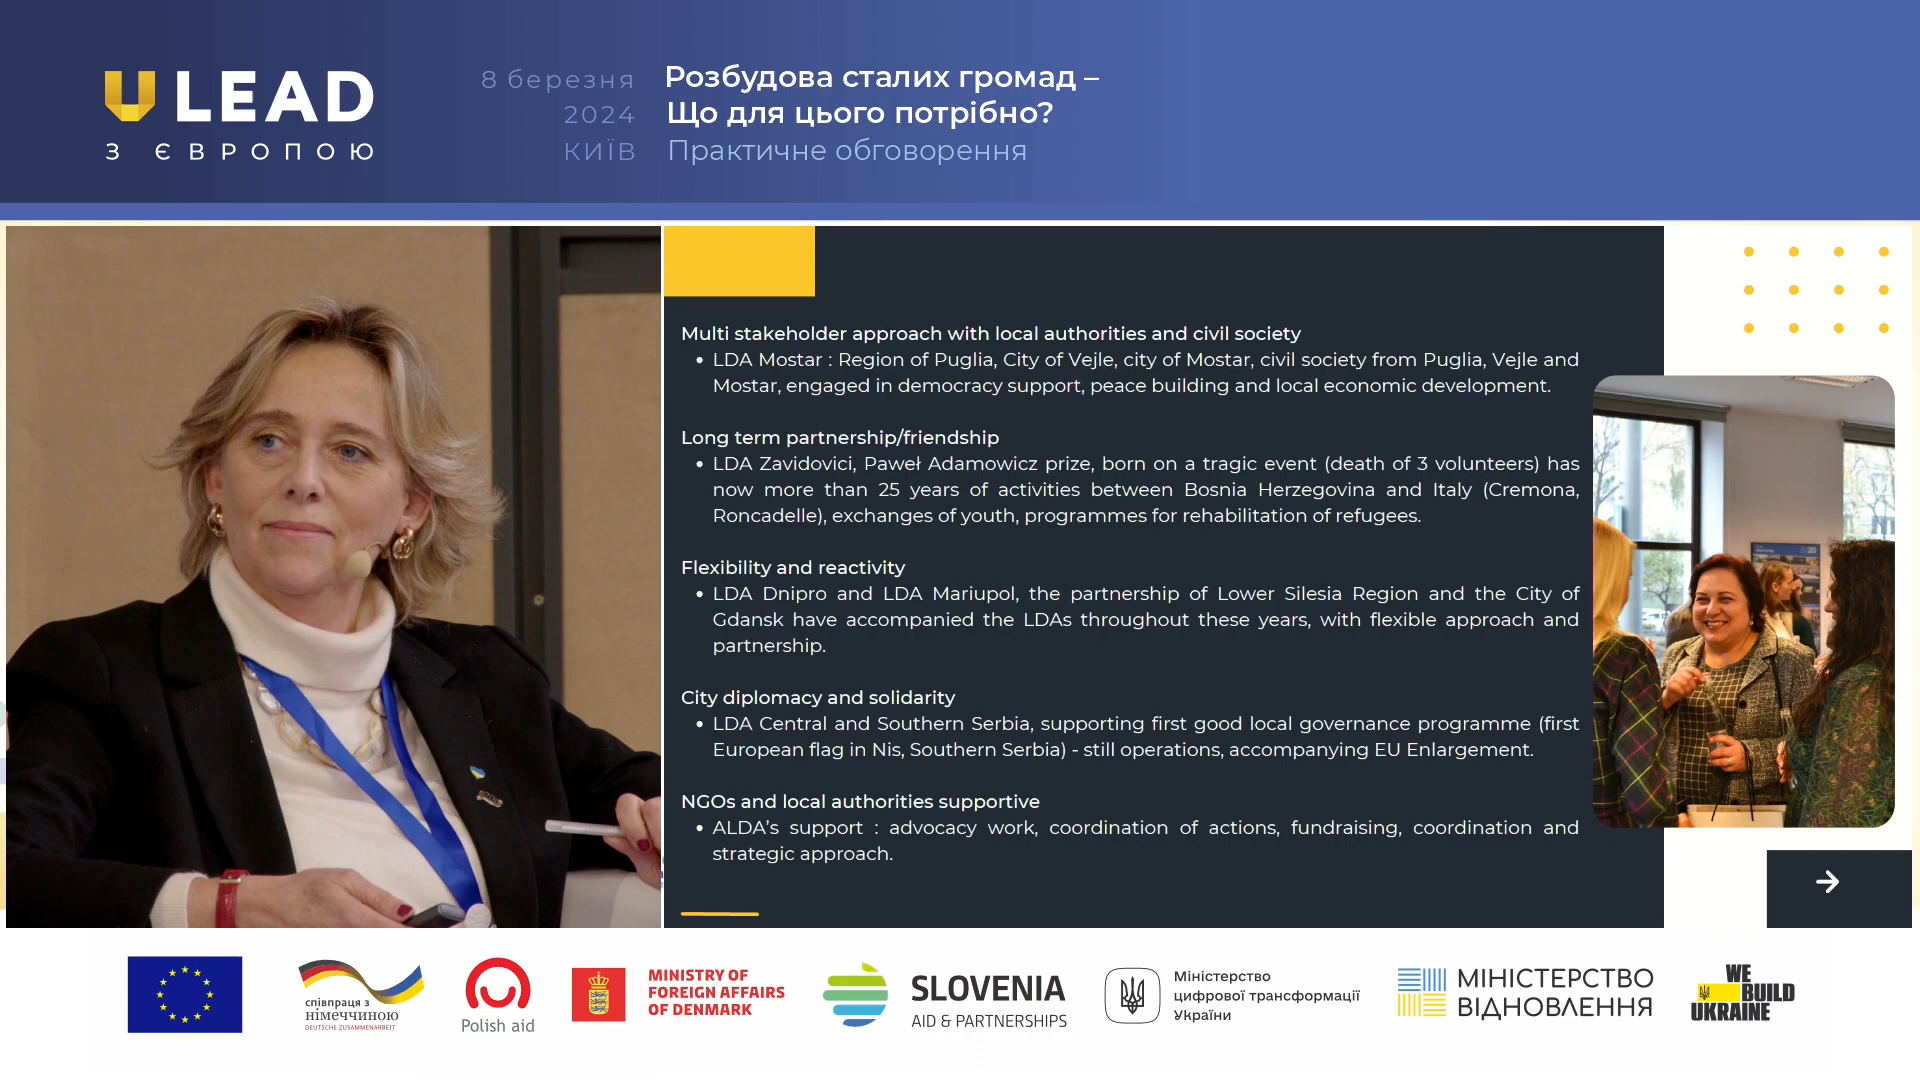 U LEAD
З ЄВРОПОЮ
8 березня
2024
КИЇВ
Розбудова сталих громад –
Що для цього потрібно?
Практичне обговорення
Multi stakeholder approach with local authorities and civil society
• LDA Mostar : Region of Puglia, City of Vejle, city of Mostar, civil society from Puglia, Vejle and
Mostar, engaged in democracy support, peace building and local economic development.
Long term partnership/friendship
• LDA Zavidovici, Paweł Adamowicz prize, born on a tragic event (death of 3 volunteers) has
now more than 25 years of activities between Bosnia Herzegovina and Italy (Cremona,
Roncadelle), exchanges of youth, programmes for rehabilitation of refugees.
Flexibility and reactivity
• LDA Dnipro and LDA Mariupol, the partnership of Lower Silesia Region and the City of
Gdansk have accompanied the LDAs throughout these years, with flexible approach and
partnership.
City diplomacy and solidarity
• LDA Central and Southern Serbia, supporting first good local governance programme (first
European flag in Nis, Southern Serbia) - still operations, accompanying EU Enlargement.
NGOs and local authorities supportive
• ALDA's support : advocacy work, coordination of actions, fundraising, coordination and
strategic approach.
співпраця з
німеччиною
DEUTSCHE ZUSAMMENARBEIT
Polish aid
MINISTRY OF
FOREIGN AFFAIRS
OF DENMARK
SLOVENIA
AID & PARTNERSHIPS
Міністерство
цифрової трансформації
України
МІНІСТЕРСТВО
ВІДНОВЛЕННЯ
WE
BUILD
UKRAINE